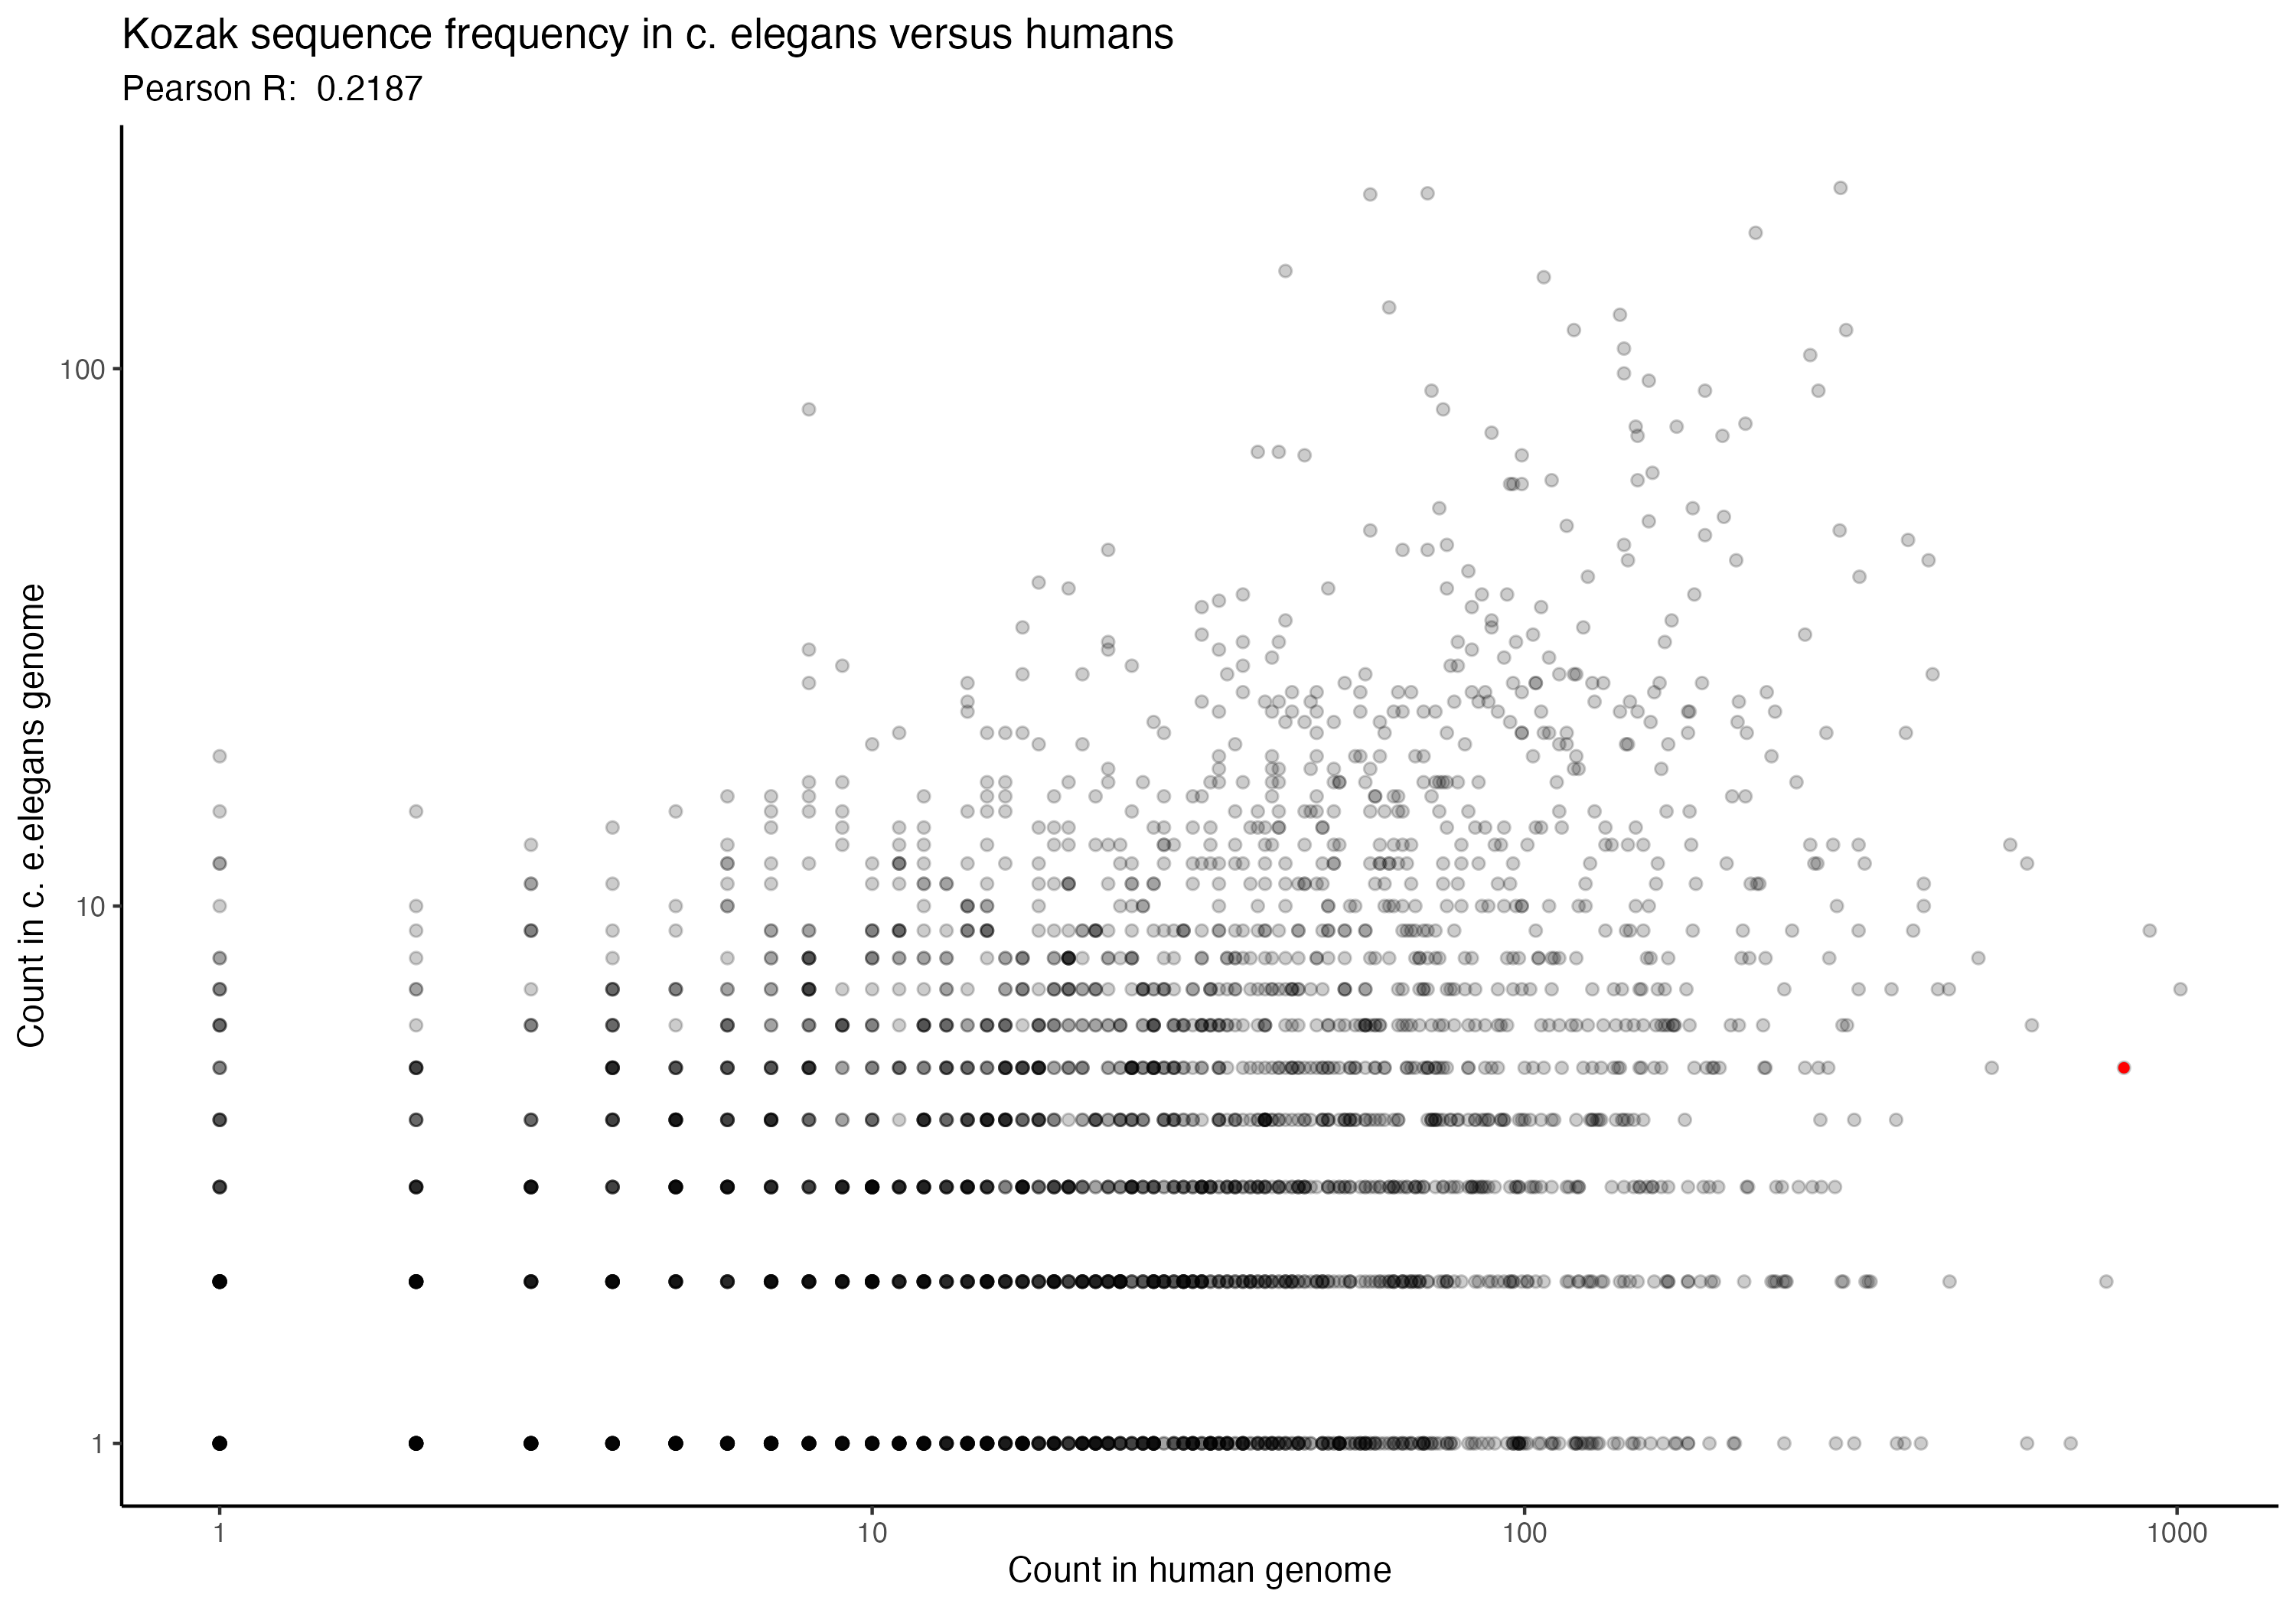 Kozak sequence frequency in c. elegans versus humans
Pearson R:  0.2187
Count in c. e.elegans genome
100
10
1
1
10
100
1000
Count in human genome